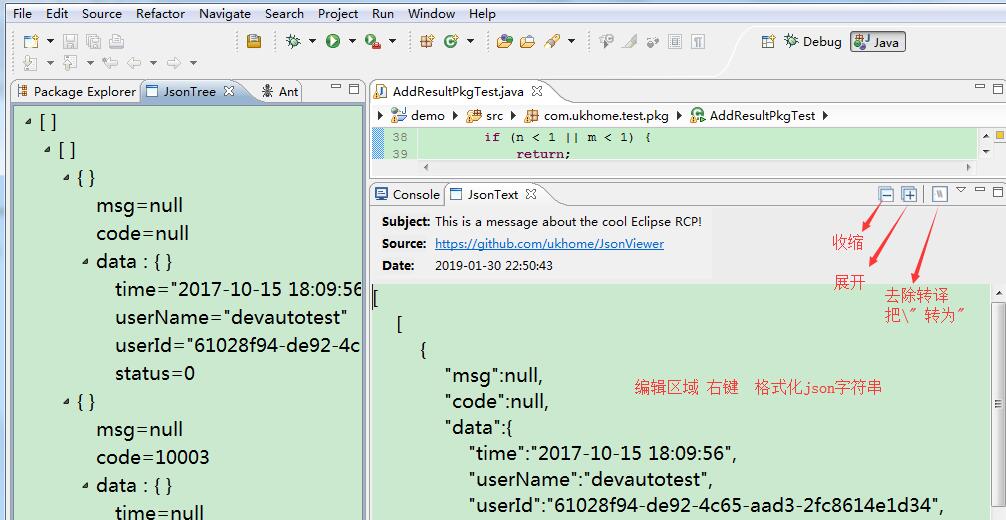 File Edit Source Refactor Navigate Search Project Run Window Help
Debug Java
Package Explorer JsonTree Ant
[ ]
[ ]
{ }
msg=null
code=null
data : { }
time="2017-10-15 18:09:56
userName="devautotest"
userId="61028f94-de92-4c
status=0
{ }
msg=null
code=10003
data : { }
time=null
AddResultPkgTest.java
demo src com.ukhome.test.pkg AddResultPkgTest
38 if (n < 1 || m < 1) {
39 return;
Console JsonText
Subject: This is a message about the cool Eclipse RCP!
Source: https://github.com/ukhome/JsonViewer
Date: 2019-01-30 22:50:43
收缩
展开
去除转译
把\" 转为"
[
[
{
"msg":null,
"code":null,
"data":{
"time":"2017-10-15 18:09:56",
"userName":"devautotest",
"userId":"61028f94-de92-4c65-aad3-2fc8614e1d34",
编辑区域 右键 格式化json字符串